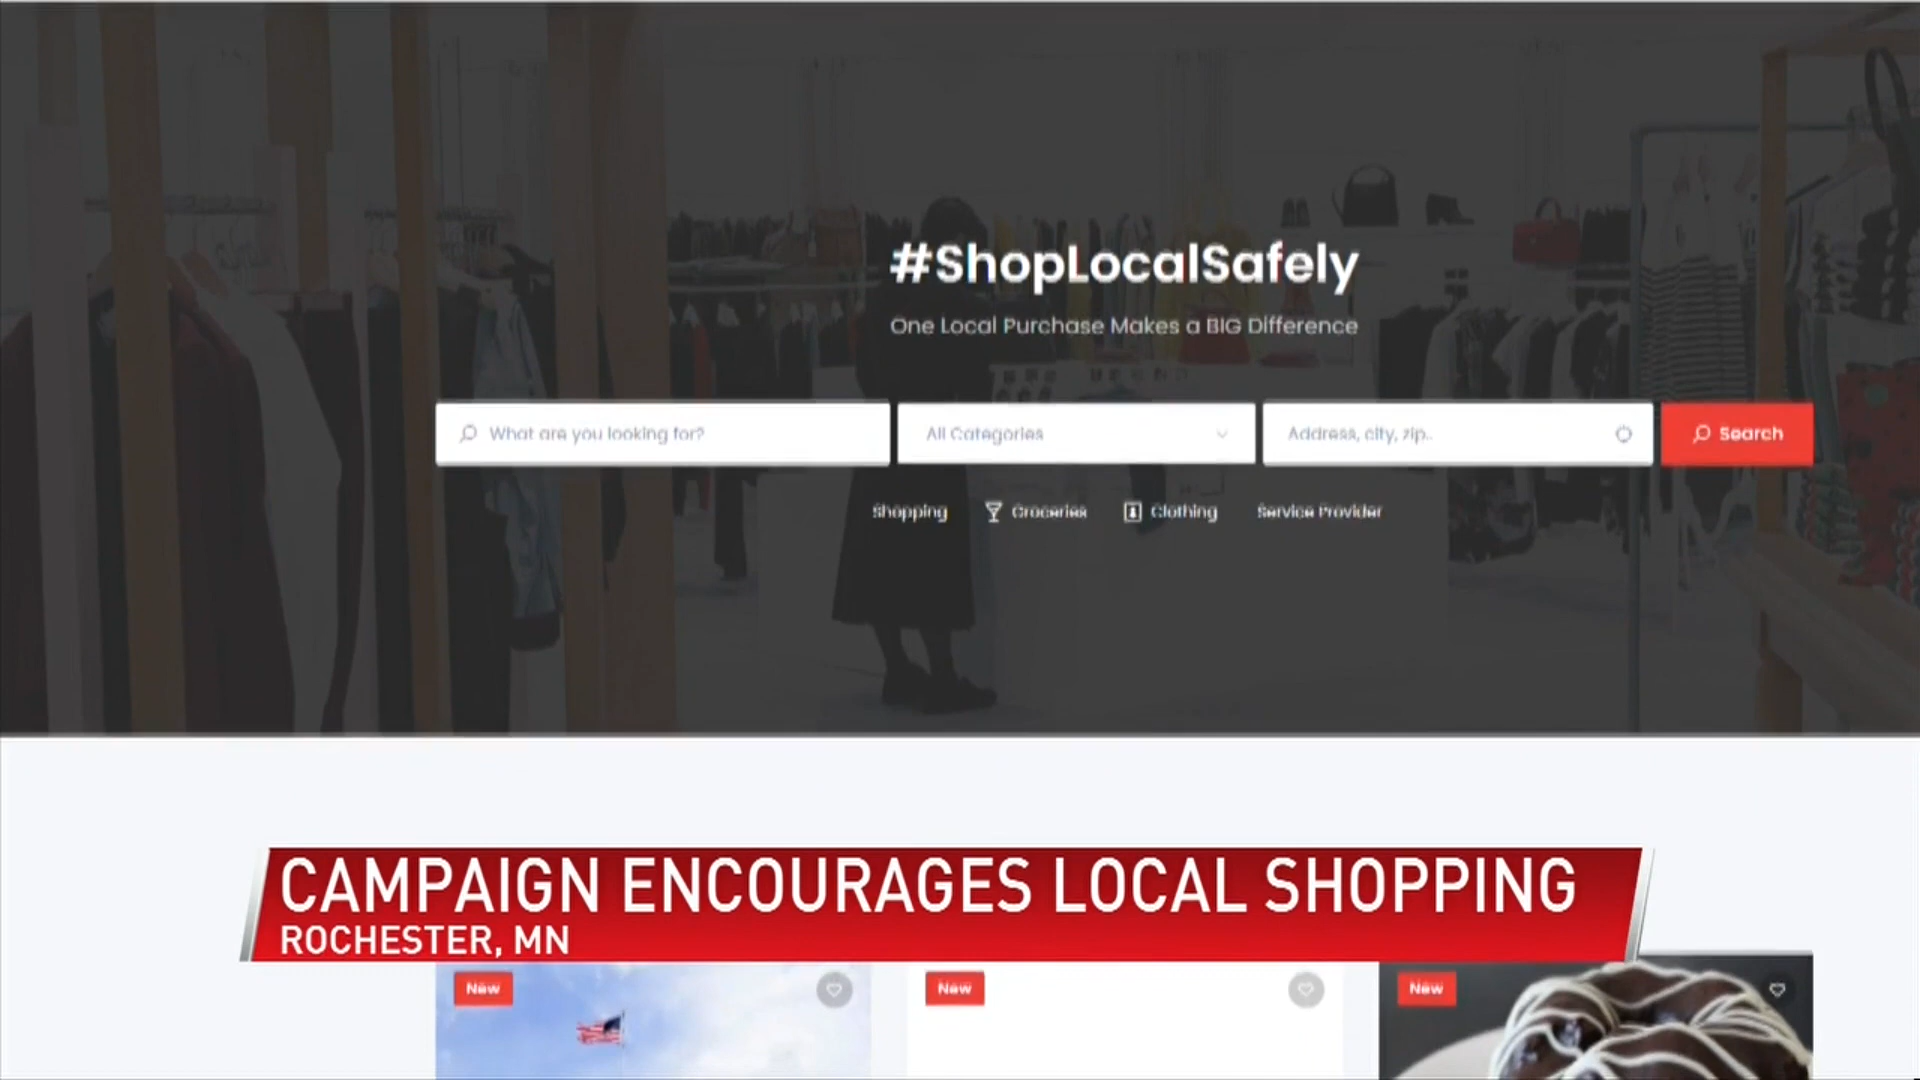 #ShopLocalSafely
One Local Purchase Makes a BIG Difference
What are you looking for?
All Categories
Address, city, zip..
Search
Shopping
Groceries
Clothing
Service Provider
CAMPAIGN ENCOURAGES LOCAL SHOPPING
ROCHESTER, MN
New
New
New